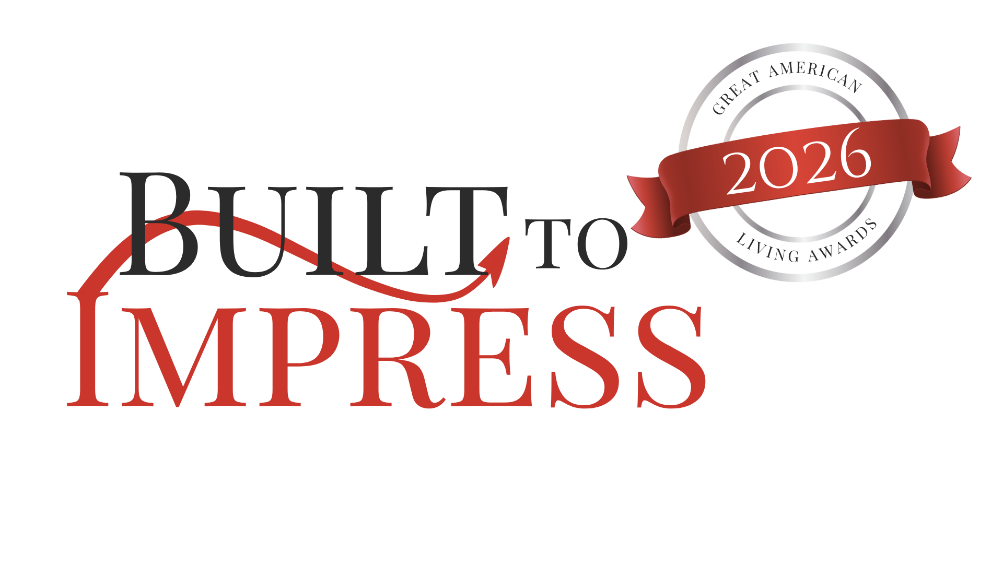 BUILT TO
IMPRESS
GREAT AMERICAN
2026
LIVING AWARDS